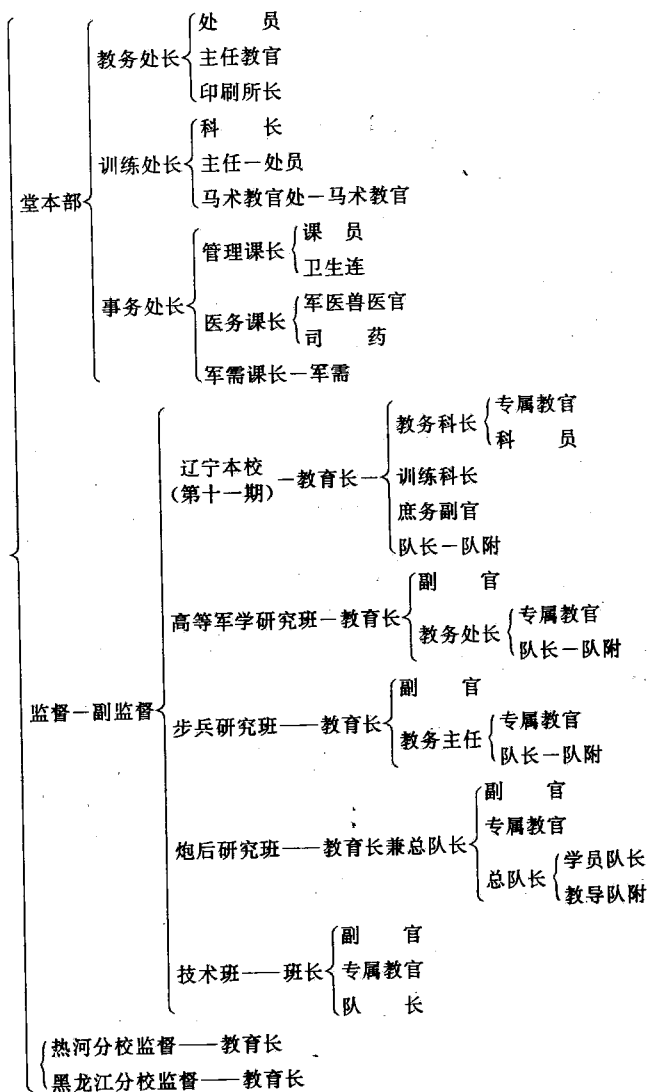 处 员
教务处长 主任教官
印刷所长
科 长
训练处长 主任—处员
马术教官处—马术教官
堂本部
管理课长 课 员
卫生连
事务处长
医务课长 军医兽医官
司 药
军需课长—军需
教务科长 专属教官
科 员
辽宁本校
(第十一期) —教育长— 训练科长
庶务副官
队长—队附
副 官
高等军学研究班—教育长
教务处长 专属教官
队长—队附
监督—副监督
副 官
步兵研究班——教育长
教务主任 专属教官
队长—队附
副 官
专属教官
炮后研究班——教育长兼总队长
总队长 学员队长
教导队附
副 官
技术班——班长 专属教官
队 长
热河分校监督——教育长
黑龙江分校监督——教育长